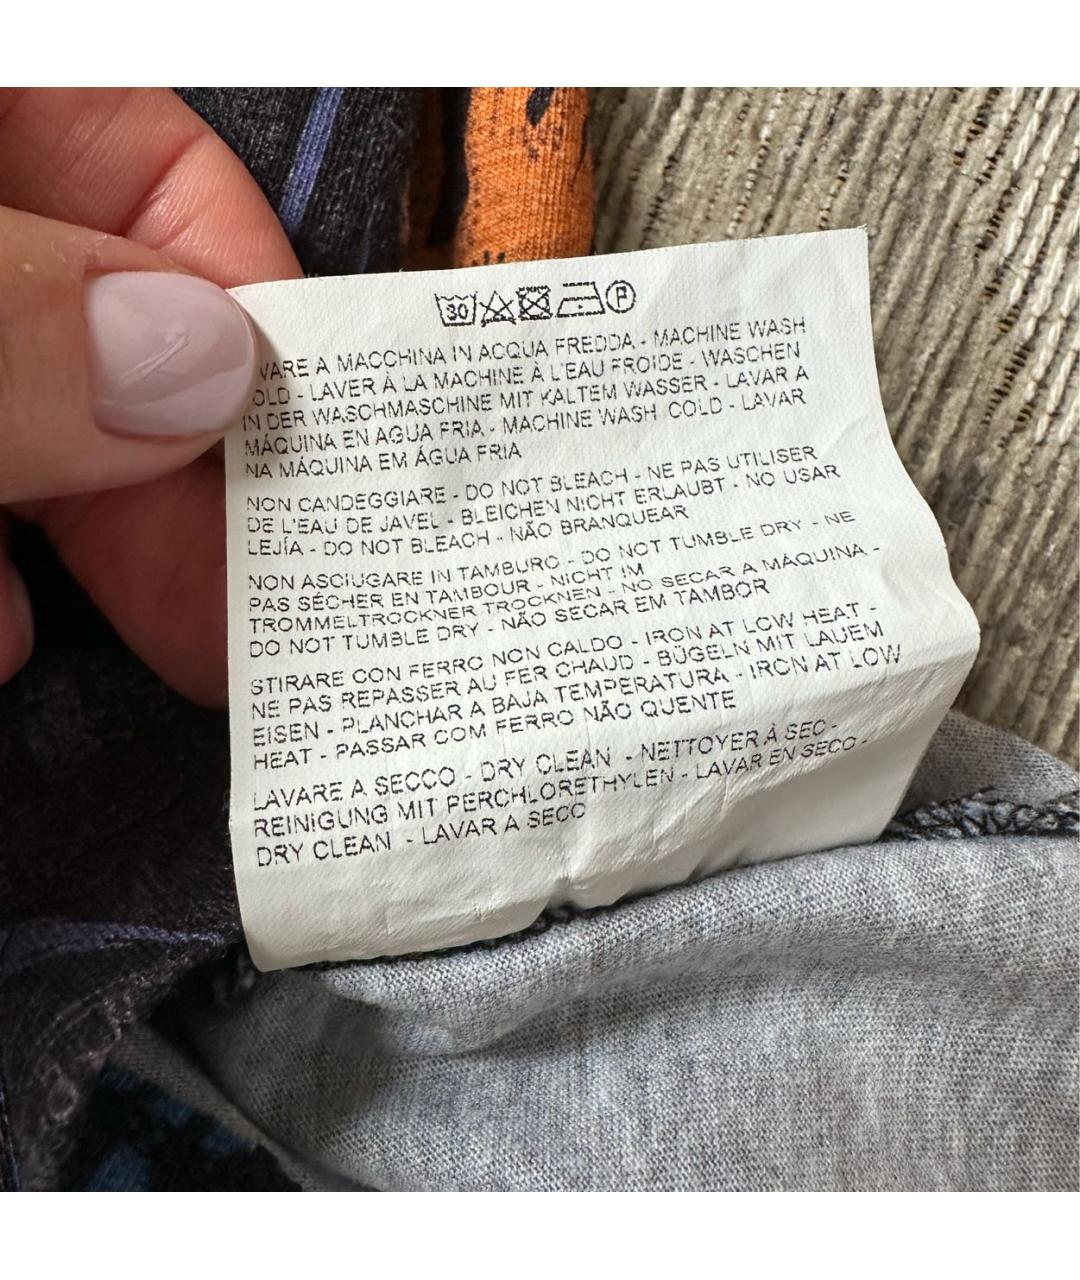 30 P
VARE A MACCHINA IN ACQUA FREDDA - MACHINE WASH
OLD - LAVER À LA MACHINE À L'EAU FROIDE - WASCHEN
IN DER WASCHMASCHINE MIT KALTEM WASSER - LAVAR A
MÁQUINA EN AGUA FRIA - MACHINE WASH COLD - LAVAR
NA MÁQUINA EM ÁGUA FRIA
NON CANDEGGIARE - DO NOT BLEACH - NE PAS UTILISER
DE L'EAU DE JAVEL - BLEICHEN NICHT ERLAUBT - NO USAR
LEJÍA - DO NOT BLEACH - NÃO BRANQUEAR
NON ASCIUGARE IN TAMBURO - DO NOT TUMBLE DRY - NE
PAS SÉCHER EN TAMBOUR - NICHT IM
TROMMELTROCKNER TROCKNEN - NO SECAR A MÁQUINA -
DO NOT TUMBLE DRY - NÃO SECAR EM TAMBOR
STIRARE CON FERRO NON CALDO - IRON AT LOW HEAT -
NE PAS REPASSER AU FER CHAUD - BÜGELN MIT LAUEM
EISEN - PLANCHAR A BAJA TEMPERATURA - IRON AT LOW
HEAT - PASSAR COM FERRO NÃO QUENTE
LAVARE A SECCO - DRY CLEAN - NETTOYER À SEC -
REINIGUNG MIT PERCHLORETHYLEN - LAVAR EN SECO -
DRY CLEAN - LAVAR A SECO